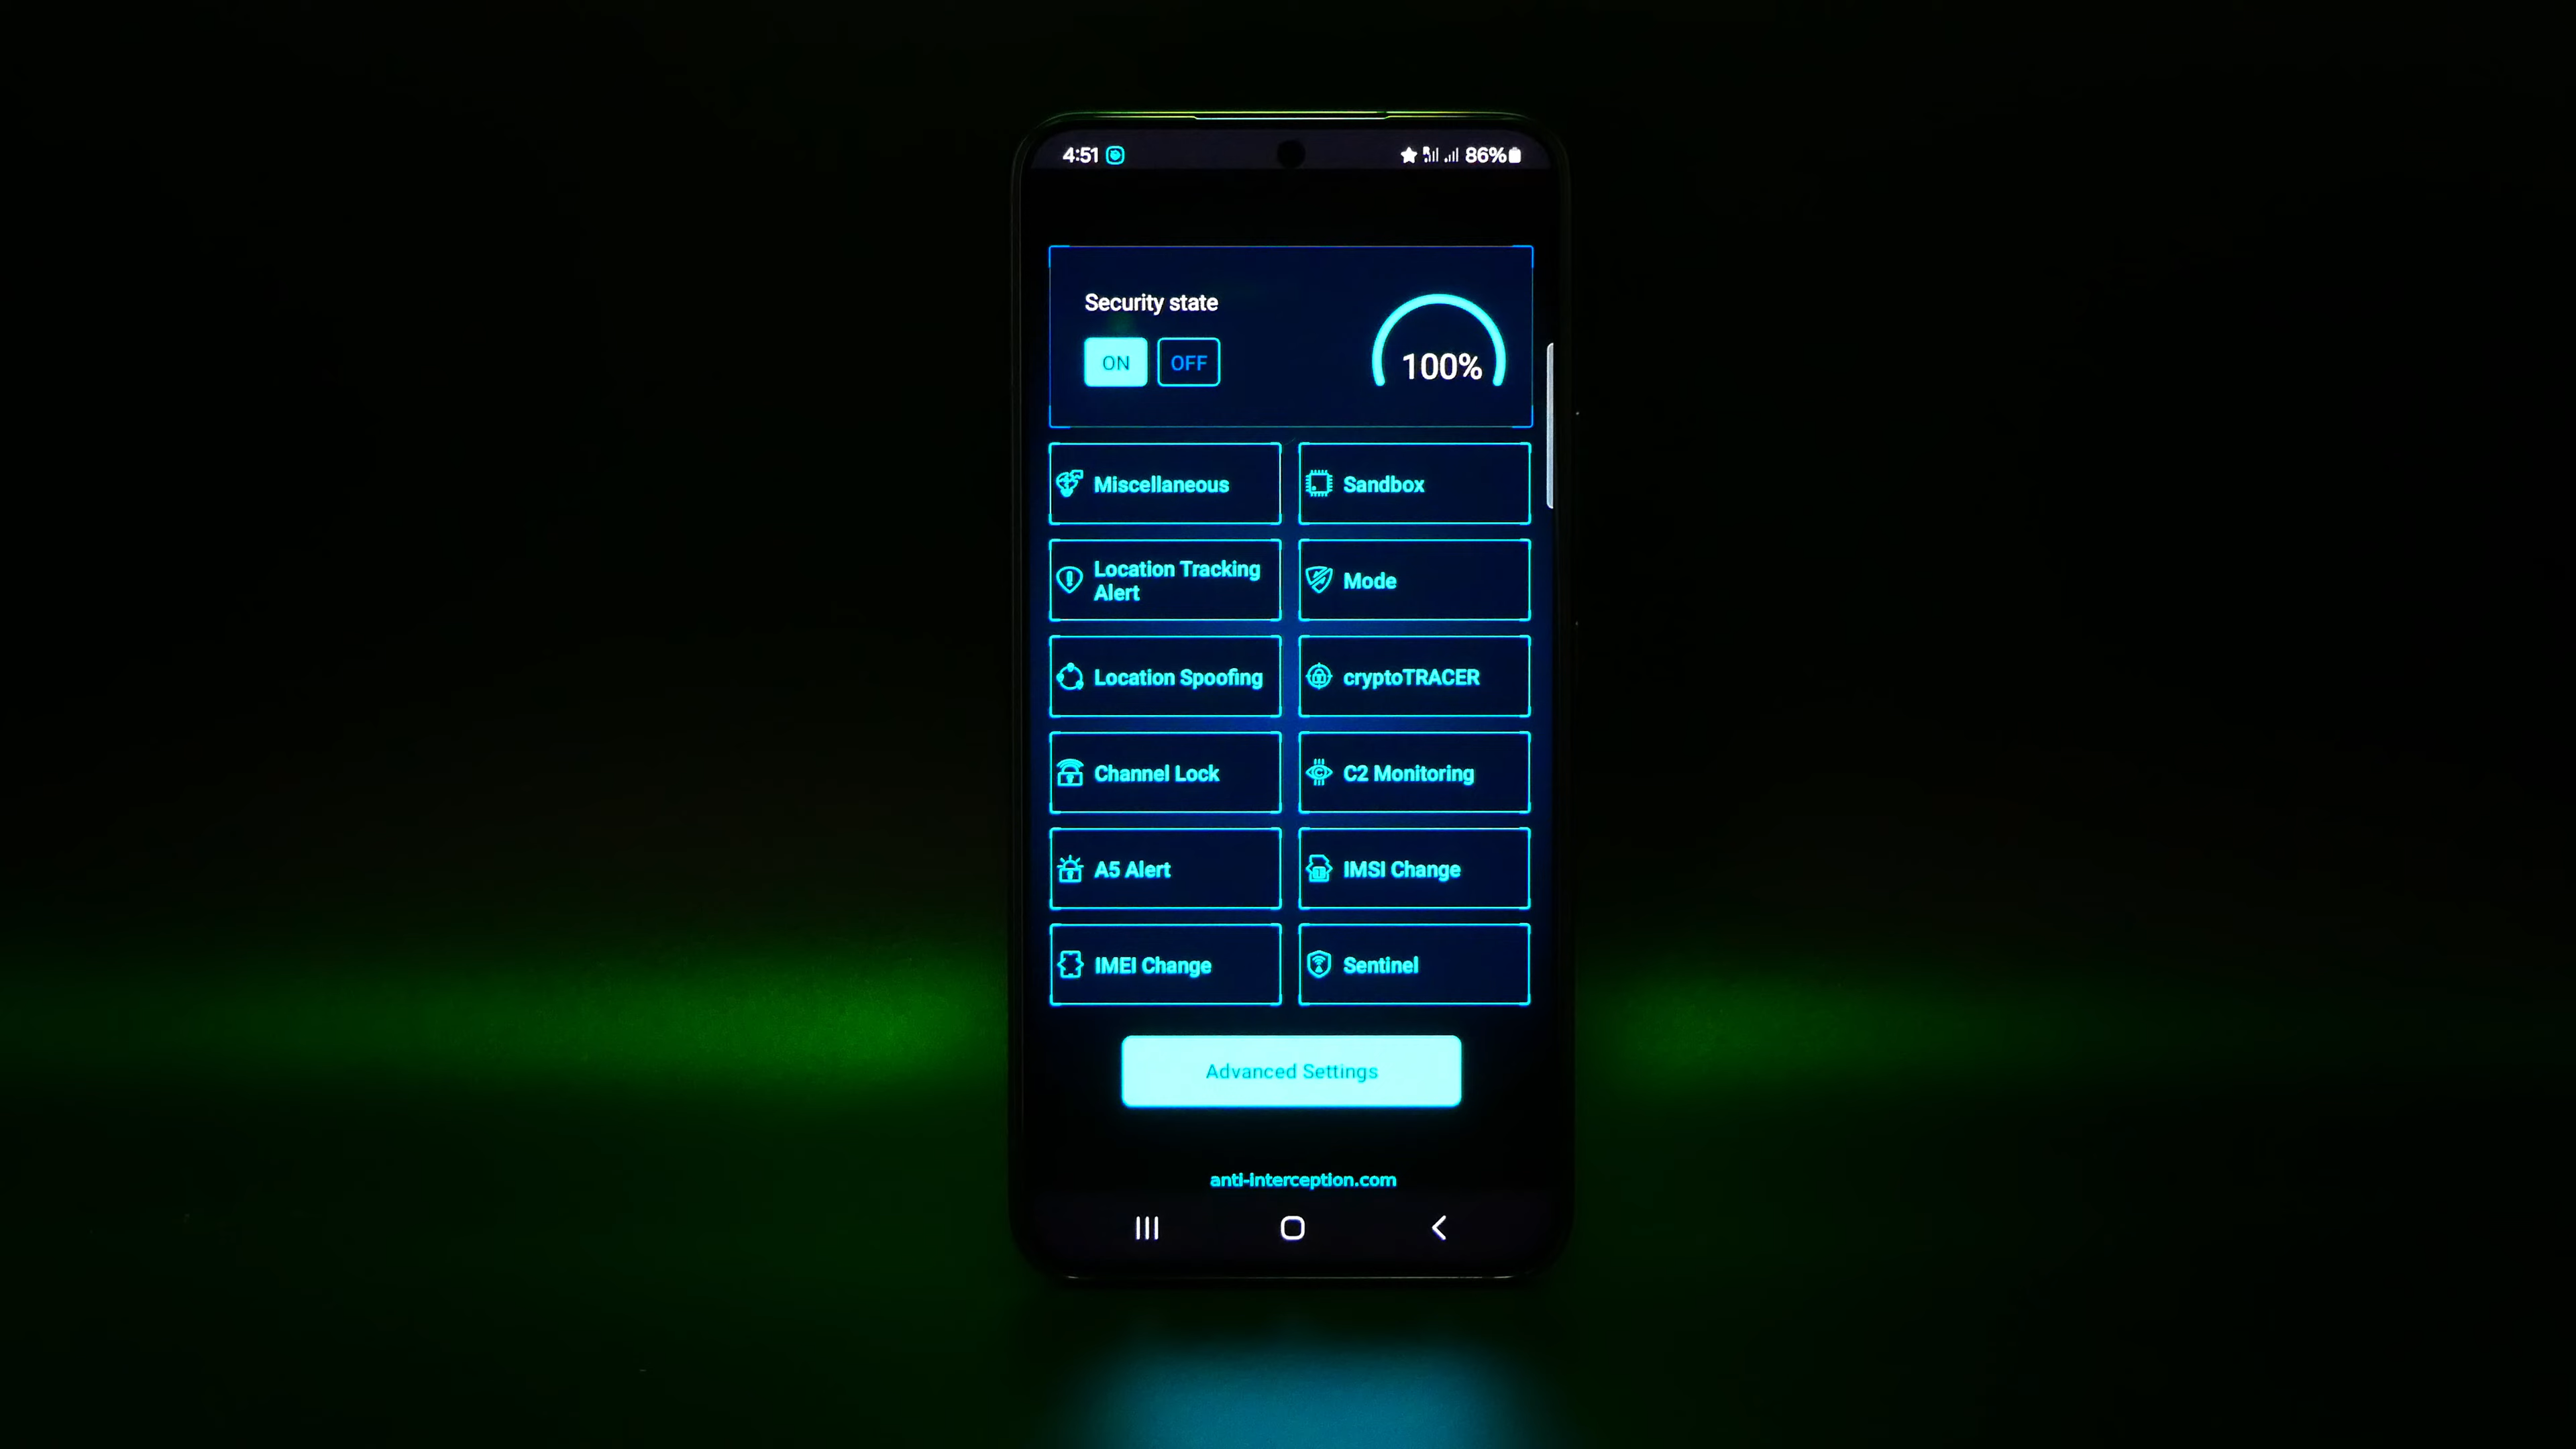 4:51
86%
Security state
100%
ON
OFF
Miscellaneous
Sandbox
Location Tracking
Alert
Mode
Location Spoofing
cryptoTRACER
Channel Lock
C2 Monitoring
A5 Alert
IMSI Change
IMEI Change
Sentinel
Advanced Settings
anti-interception.com